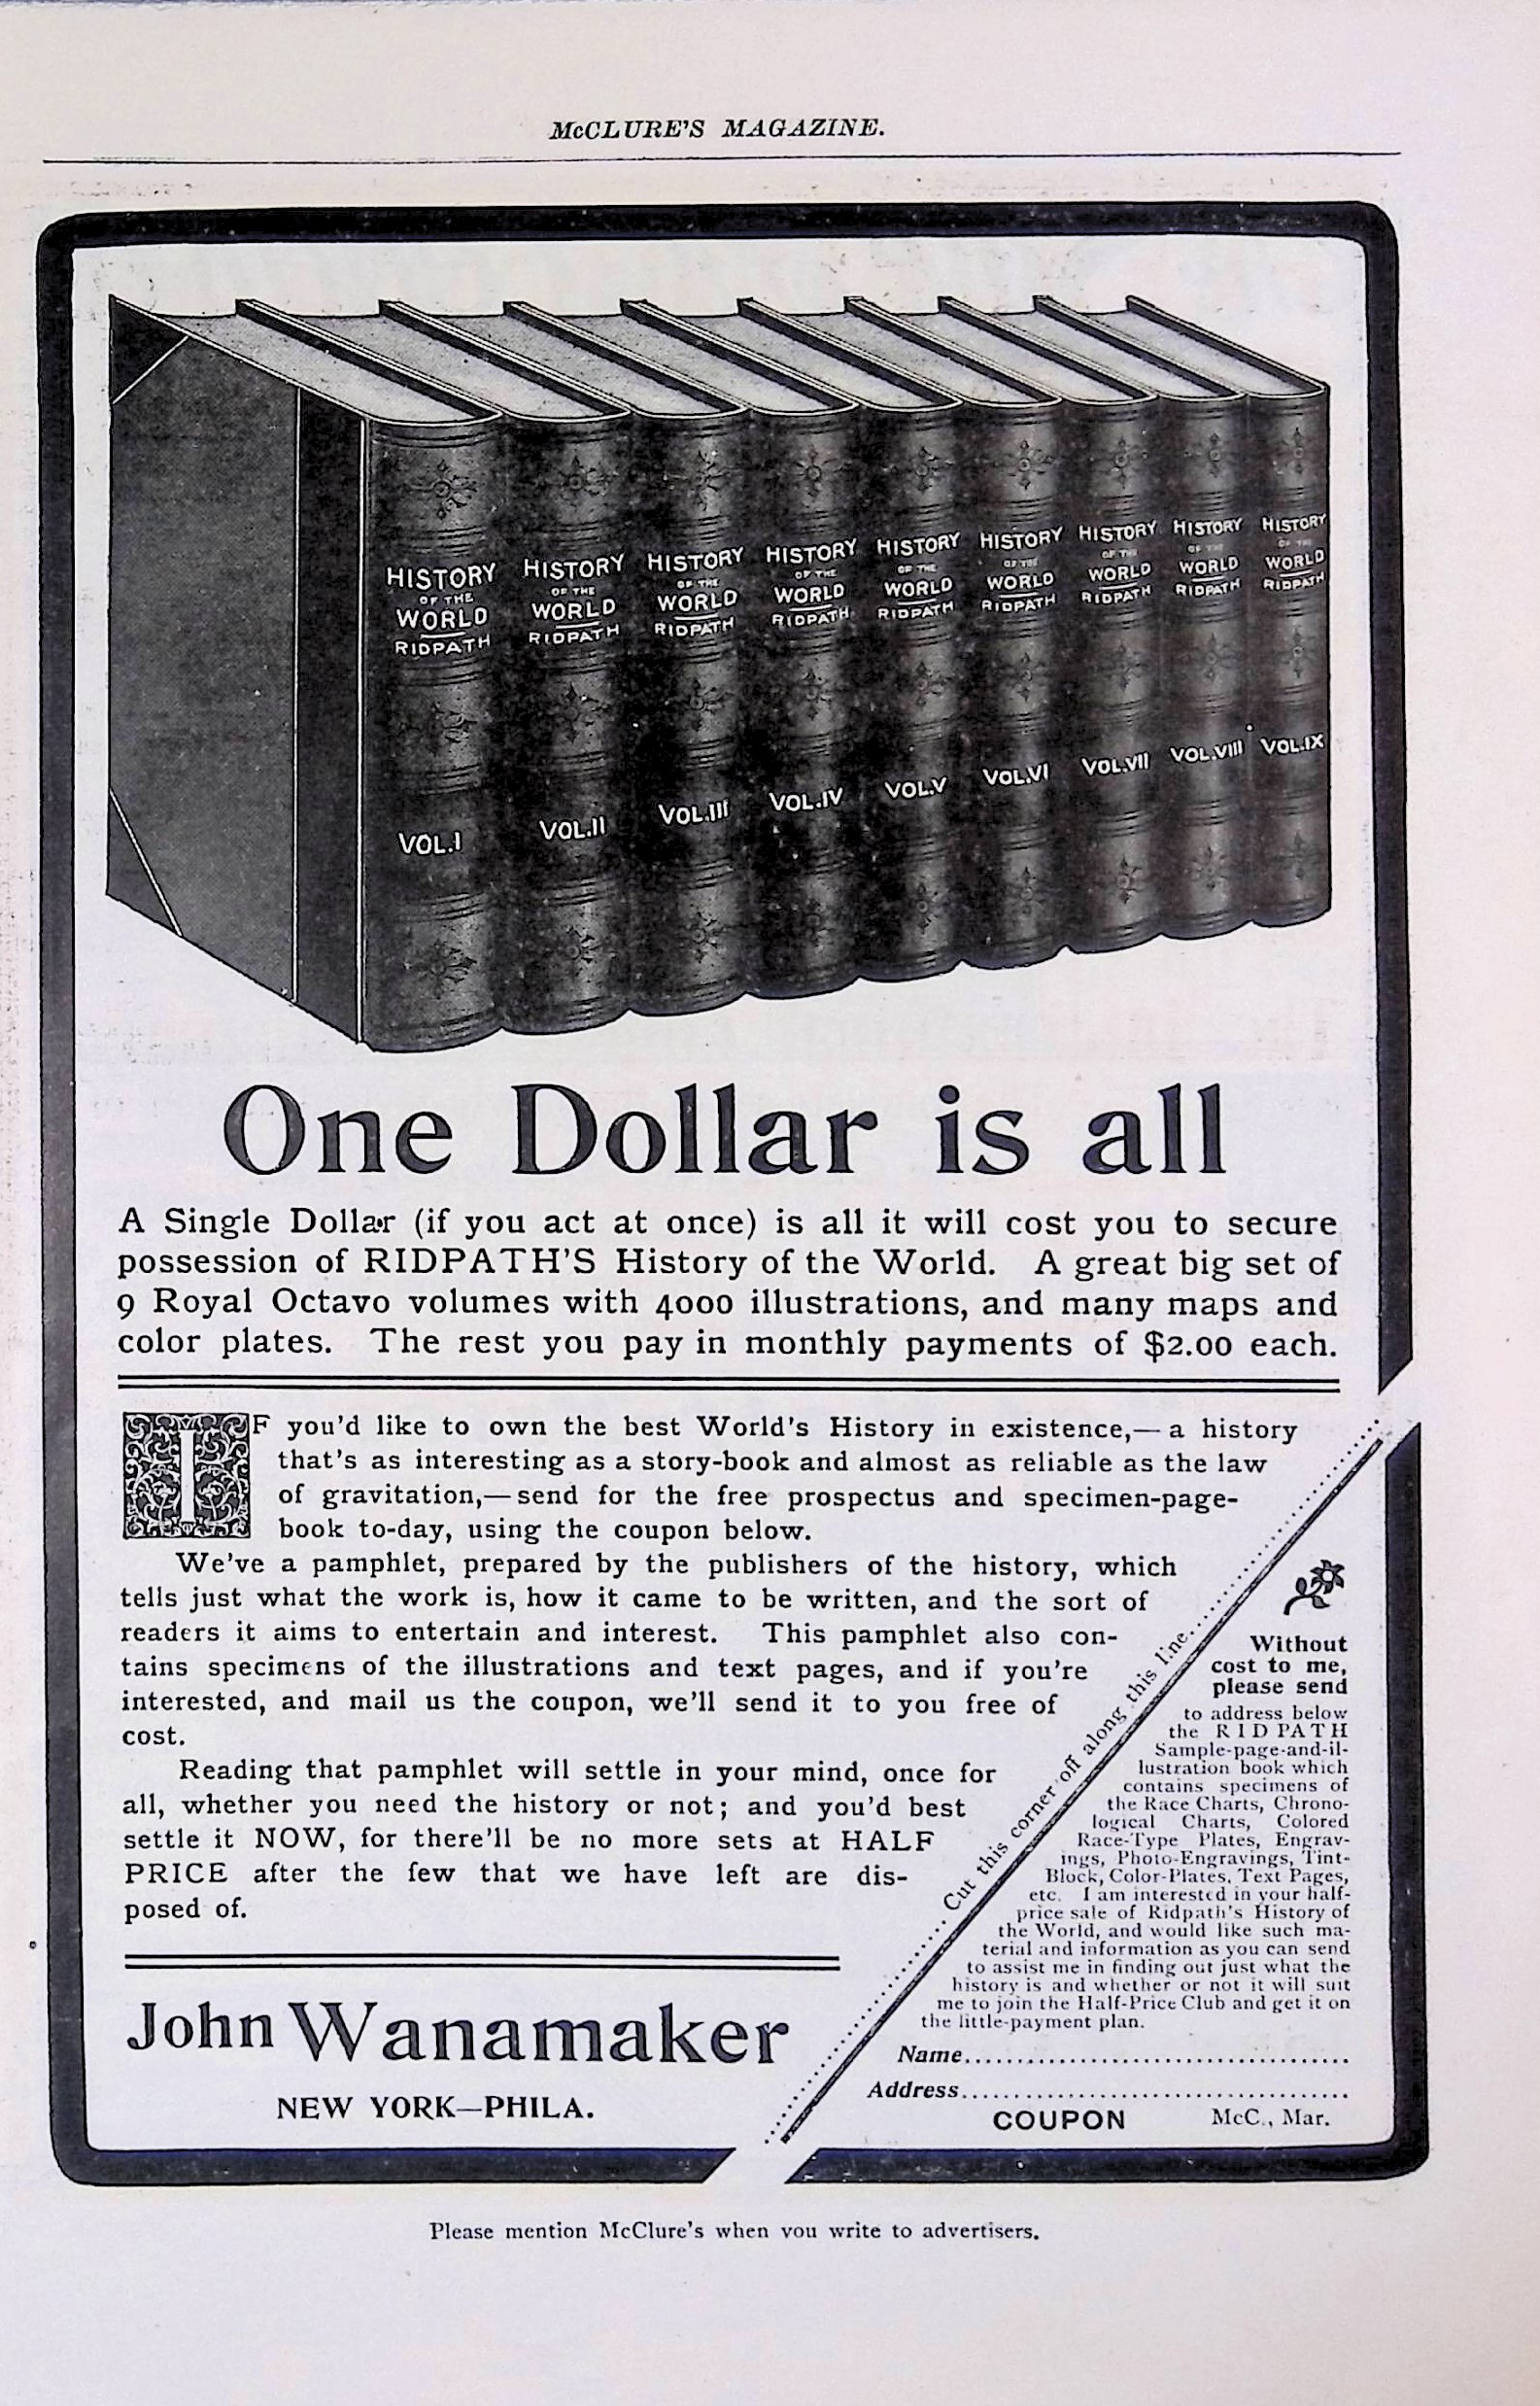 McCLURE'S MAGAZINE.
HISTORY
OF THE
WORLD
RIDPATH
VOL.I
HISTORY
OF THE
WORLD
RIDPATH
VOL.II
HISTORY
OF THE
WORLD
RIDPATH
VOL.III
HISTORY
OF THE
WORLD
RIDPATH
VOL.IV
HISTORY
OF THE
WORLD
RIDPATH
VOL.V
HISTORY
OF THE
WORLD
RIDPATH
VOL.VI
HISTORY
OF THE
WORLD
RIDPATH
VOL.VII
HISTORY
OF THE
WORLD
RIDPATH
VOL.VIII
HISTORY
OF THE
WORLD
RIDPATH
VOL.IX
One Dollar is all
A Single Dollar (if you act at once) is all it will cost you to secure
possession of RIDPATH'S History of the World. A great big set of
9 Royal Octavo volumes with 4000 illustrations, and many maps and
color plates. The rest you pay in monthly payments of $2.00 each.
IF you'd like to own the best World's History in existence,—a history
that's as interesting as a story-book and almost as reliable as the law
of gravitation,—send for the free prospectus and specimen-page-
book to-day, using the coupon below.
We've a pamphlet, prepared by the publishers of the history, which
tells just what the work is, how it came to be written, and the sort of
readers it aims to entertain and interest. This pamphlet also con-
tains specimens of the illustrations and text pages, and if you're
interested, and mail us the coupon, we'll send it to you free of
cost.
Reading that pamphlet will settle in your mind, once for
all, whether you need the history or not; and you'd best
settle it NOW, for there'll be no more sets at HALF
PRICE after the few that we have left are dis-
posed of.
John Wanamaker
NEW YORK—PHILA.
Cut this corner off along this line
Without
cost to me,
please send
to address below
the RIDPATH
Sample-page-and-il-
lustration book which
contains specimens of
the Race Charts, Chrono-
logical Charts, Colored
Race-Type Plates, Engrav-
ings, Photo-Engravings, Tint-
Block, Color-Plates, Text Pages,
etc. I am interested in your half-
price sale of Ridpath's History of
the World, and would like such ma-
terial and information as you can send
to assist me in finding out just what the
history is and whether or not it will suit
me to join the Half-Price Club and get it on
the little-payment plan.
Name......................................
Address......................................
COUPON McC., Mar.
Please mention McClure's when you write to advertisers.